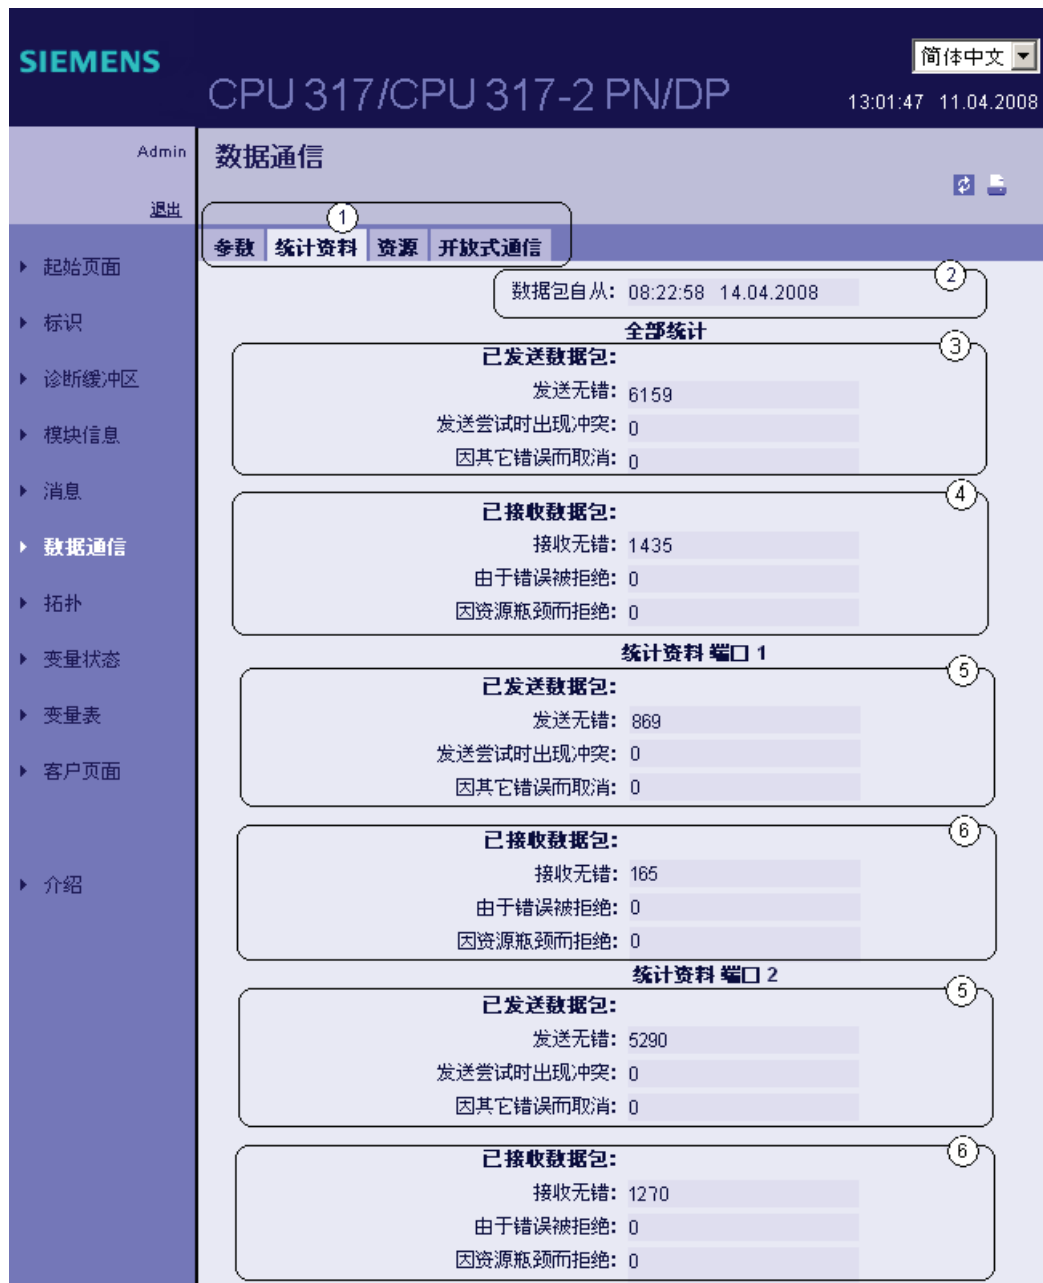 SIEMENS
简体中文
CPU 317/CPU 317-2 PN/DP
13:01:47 11.04.2008
Admin
数据通信
退出
1
参数 统计资料 资源 开放式通信
起始页面
标识
诊断缓冲区
模块信息
消息
数据通信
拓扑
变量状态
变量表
客户页面
介绍
2
数据包自从: 08:22:58 14.04.2008
全部统计
3
已发送数据包:
发送无错: 6159
发送尝试时出现冲突: 0
因其它错误而取消: 0
4
已接收数据包:
接收无错: 1435
由于错误被拒绝: 0
因资源瓶颈而拒绝: 0
统计资料 端口 1
5
已发送数据包:
发送无错: 869
发送尝试时出现冲突: 0
因其它错误而取消: 0
6
已接收数据包:
接收无错: 165
由于错误被拒绝: 0
因资源瓶颈而拒绝: 0
统计资料 端口 2
5
已发送数据包:
发送无错: 5290
发送尝试时出现冲突: 0
因其它错误而取消: 0
6
已接收数据包:
接收无错: 1270
由于错误被拒绝: 0
因资源瓶颈而拒绝: 0